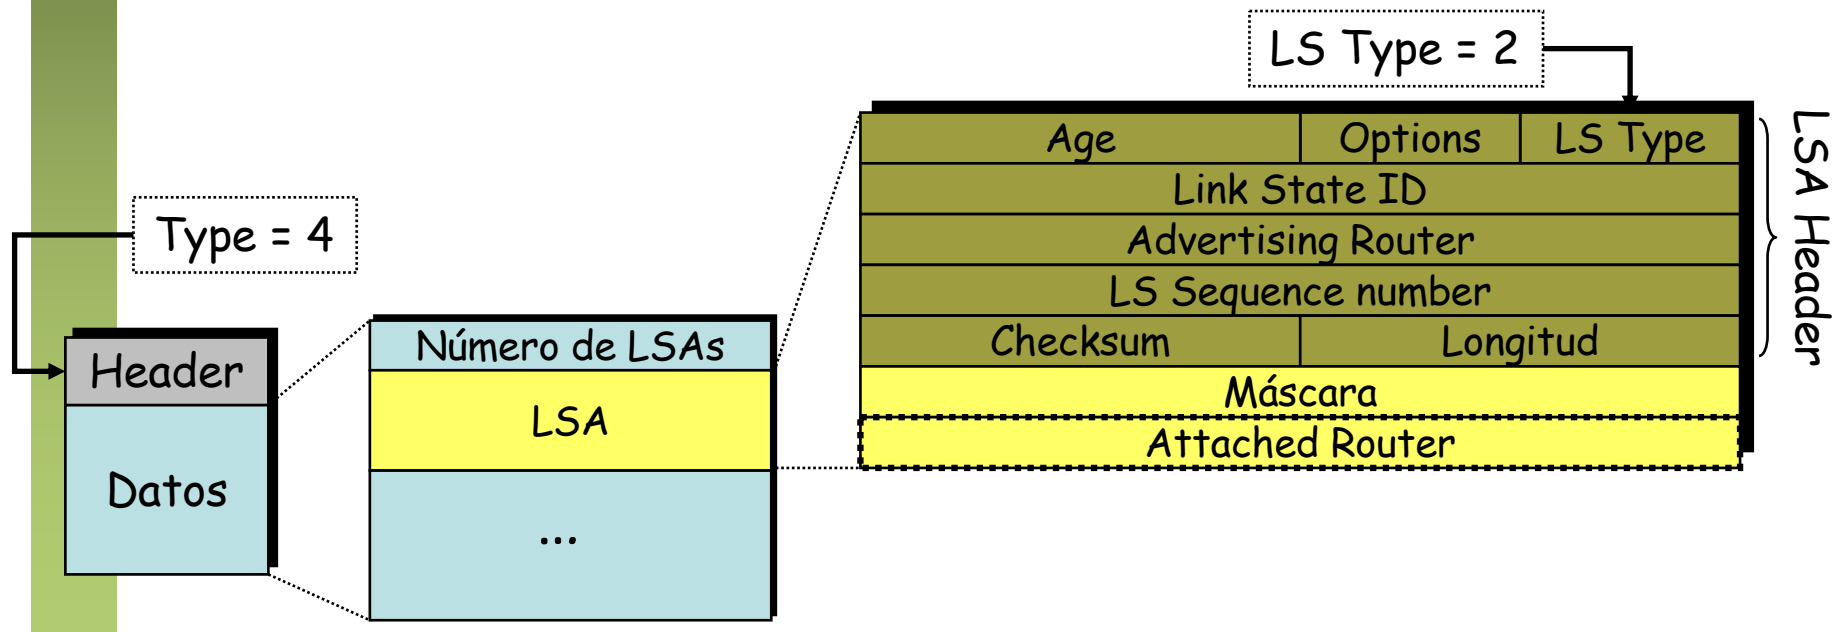 LS Type = 2
Age Options LS Type
Link State ID
Advertising Router
LS Sequence number
Checksum Longitud
Máscara
Attached Router
LSA Header
Type = 4
Header
Datos
Número de LSAs
LSA
...